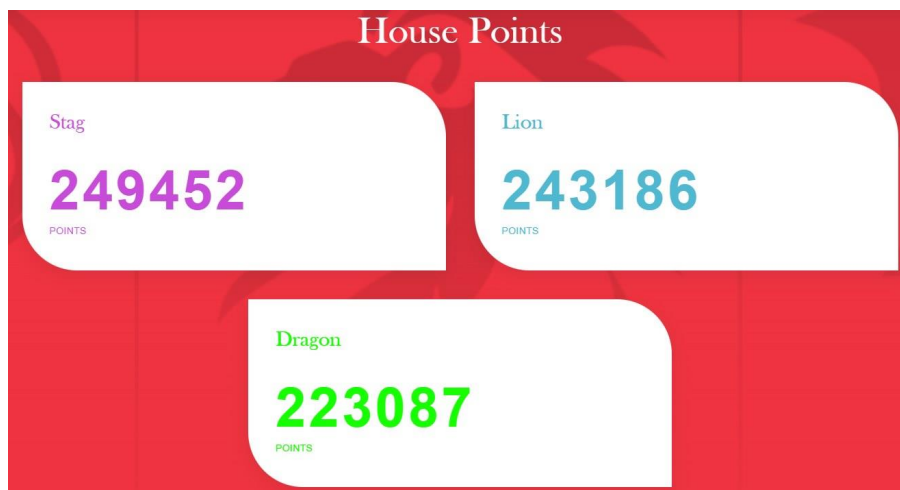 House Points
Stag
249452
POINTS
Lion
243186
POINTS
Dragon
223087
POINTS